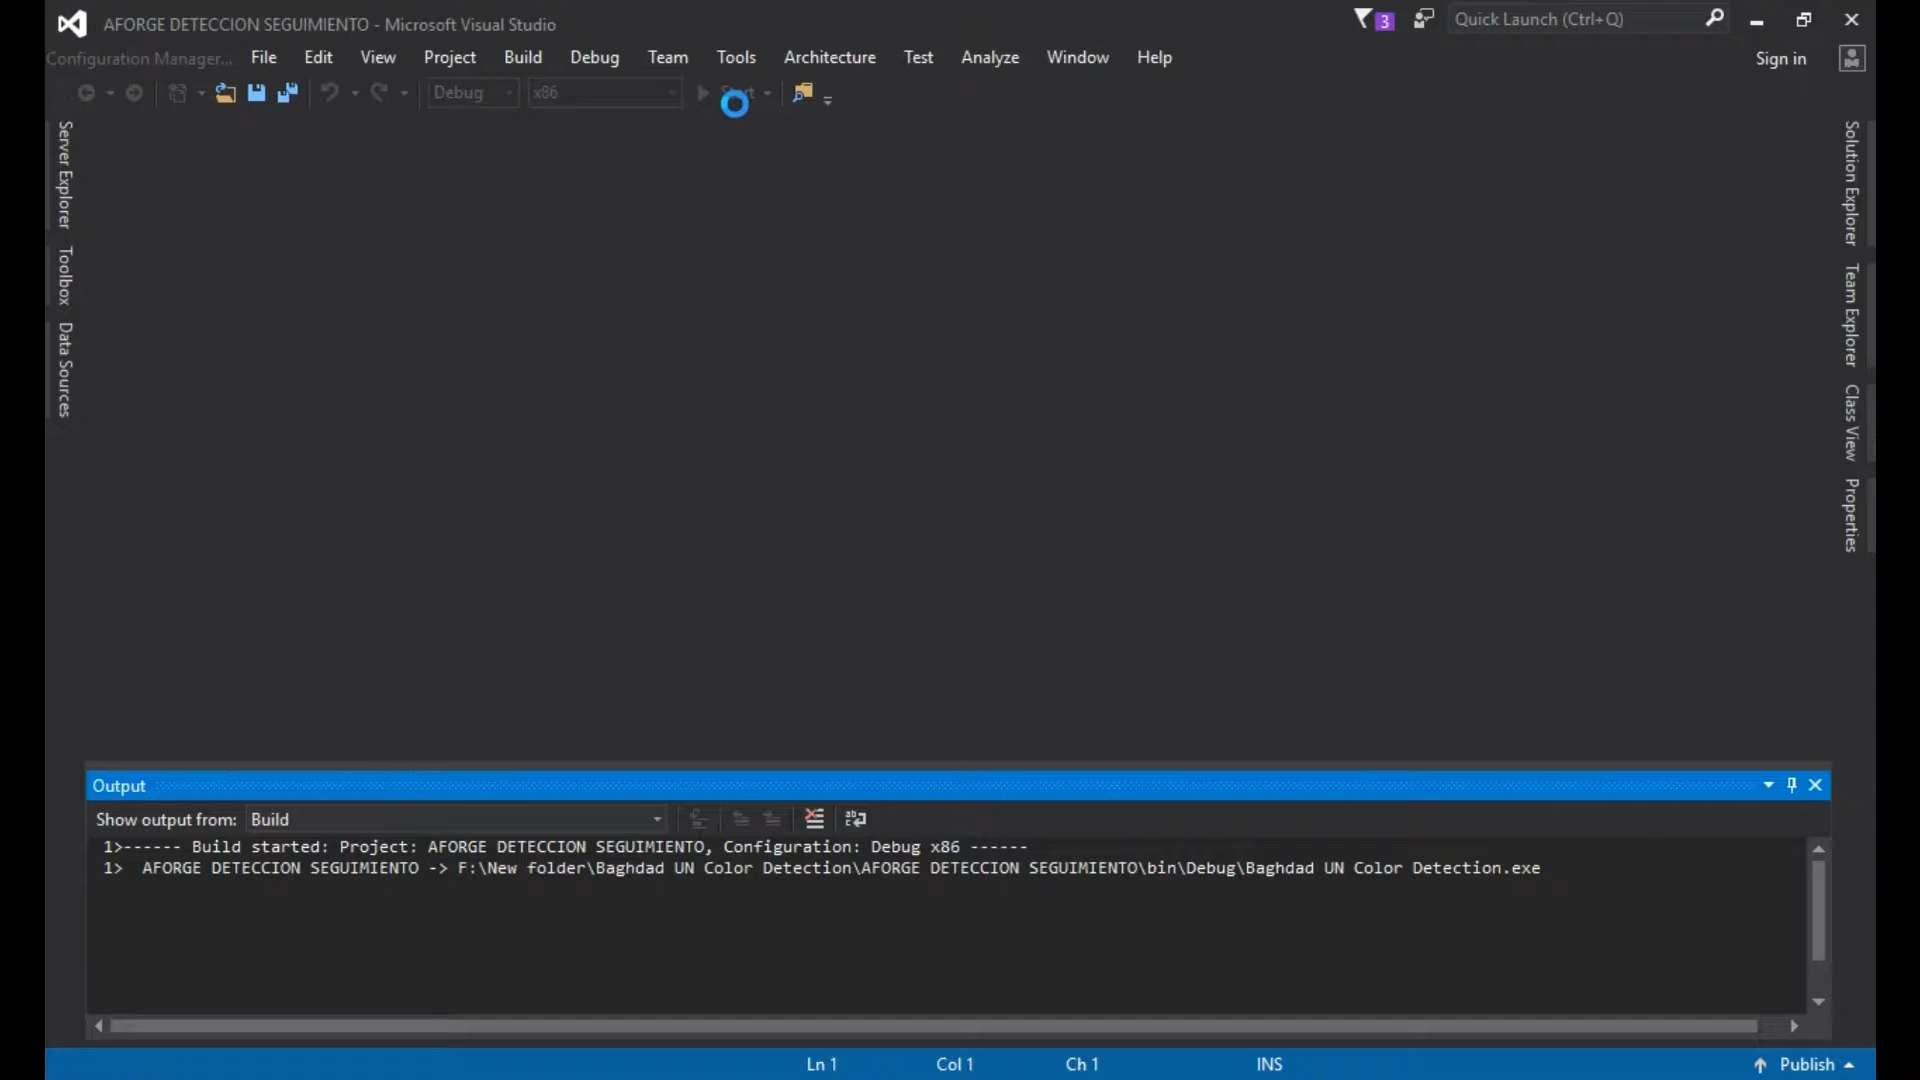 AFORGE DETECCION SEGUIMIENTO - Microsoft Visual Studio
3
Quick Launch (Ctrl+Q)
Configuration Manager...
File Edit View Project Build Debug Team Tools Architecture Test Analyze Window Help
Sign in
Debug x86
Server Explorer
Toolbox
Data Sources
Solution Explorer
Team Explorer
Class View
Properties
Output
Show output from: Build
1>------ Build started: Project: AFORGE DETECCION SEGUIMIENTO, Configuration: Debug x86 ------
1>  AFORGE DETECCION SEGUIMIENTO -> F:\New folder\Baghdad UN Color Detection\AFORGE DETECCION SEGUIMIENTO\bin\Debug\Baghdad UN Color Detection.exe
Ln 1 Col 1 Ch 1 INS Publish